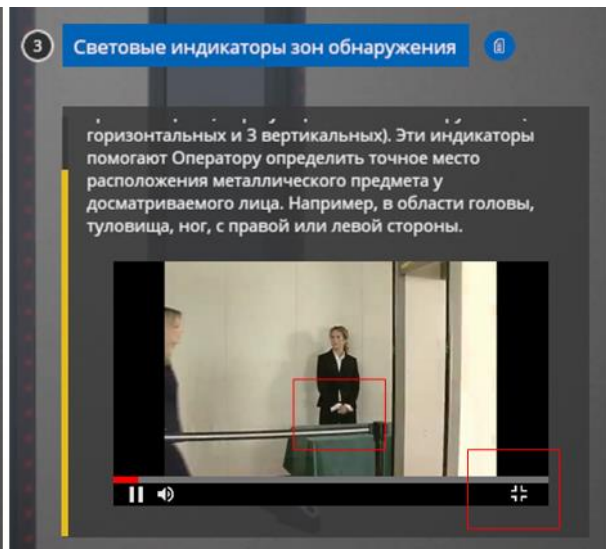 3
Световые индикаторы зон обнаружения
горизонтальных и 3 вертикальных). Эти индикаторы
помогают Оператору определить точное место
расположения металлического предмета у
досматриваемого лица. Например, в области головы,
туловища, ног, с правой или левой стороны.